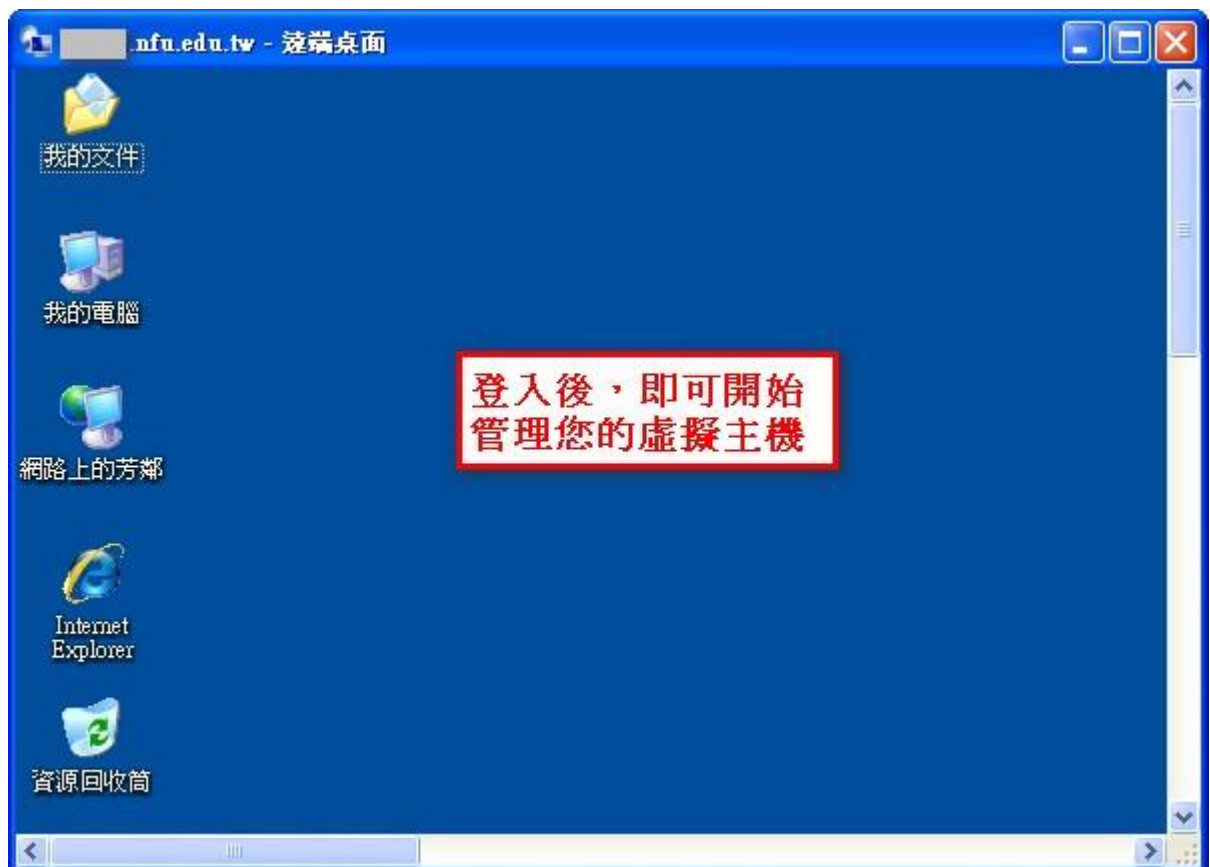 .nfu.edu.tw - 遠端桌面
我的文件
我的電腦
網路上的芳鄰
Internet
Explorer
資源回收筒
登入後，即可開始
管理您的虛擬主機